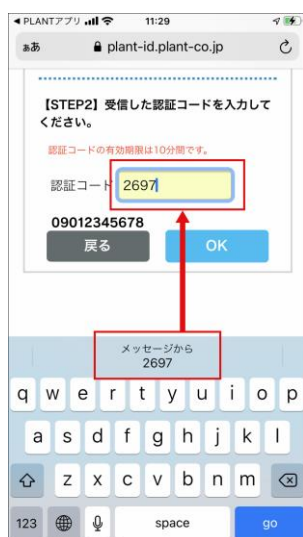 ◀PLANTアプリ 11:29
ああ plant-id.plant-co.jp
【STEP2】受信した認証コードを入力して
ください。
認証コードの有効期限は10分間です。
認証コード 2697
09012345678
戻る OK
メッセージから
2697
q w e r t y u i o p
a s d f g h j k l
z x c v b n m
123 space go